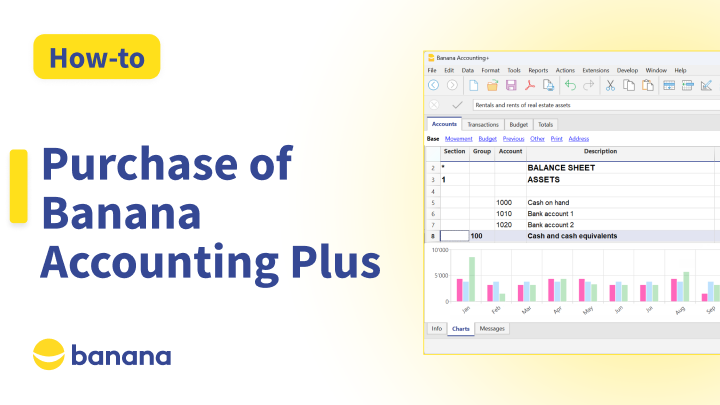 How-to
Purchase of
Banana
Accounting Plus
banana
Banana Accounting+
File Edit Data Format Tools Reports Actions Extensions Develop Window Help
Rentals and rents of real estate assets
Accounts Transactions Budget Totals
Base Movement Budget Previous Other Print Address
Section Group Account Description
2 * BALANCE SHEET
3 1 ASSETS
4
5 1000 Cash on hand
6 1010 Bank account 1
7 1020 Bank account 2
8 100 Cash and cash equivalents
10'000
5'000
0
Jan Feb Mar Apr May Jun Jul Aug Sep
Info Charts Messages